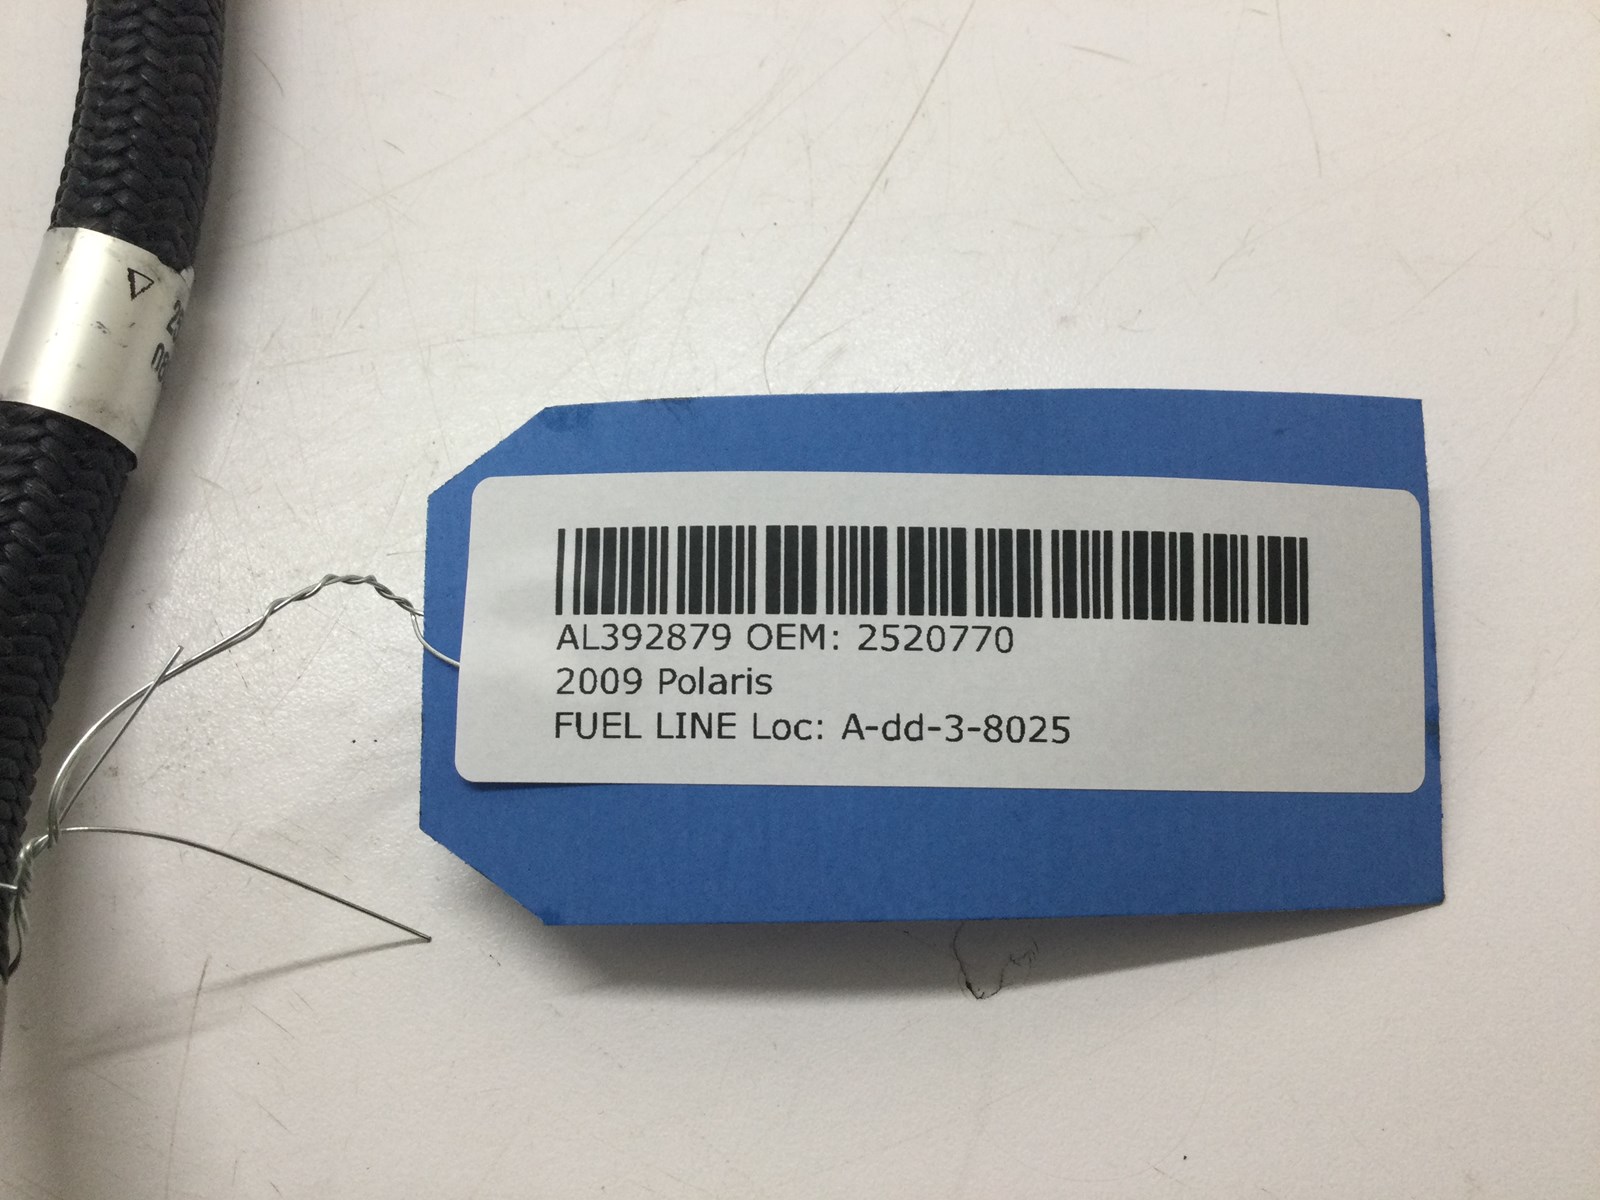 AL392879 OEM: 2520770
2009 Polaris
FUEL LINE Loc: A-dd-3-8025